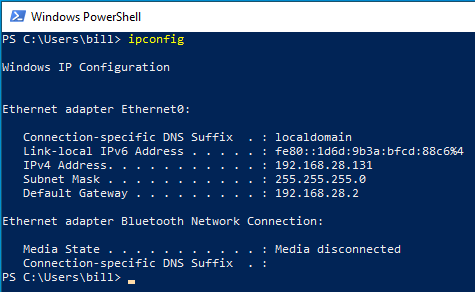 Windows PowerShell
PS C:\Users\bill> ipconfig
Windows IP Configuration
Ethernet adapter Ethernet0:
Connection-specific DNS Suffix  . : localdomain
Link-local IPv6 Address . . . . . : fe80::1d6d:9b3a:bfcd:88c6%4
IPv4 Address. . . . . . . . . . . : 192.168.28.131
Subnet Mask . . . . . . . . . . . : 255.255.255.0
Default Gateway . . . . . . . . . : 192.168.28.2
Ethernet adapter Bluetooth Network Connection:
Media State . . . . . . . . . . . : Media disconnected
Connection-specific DNS Suffix  . :
PS C:\Users\bill>